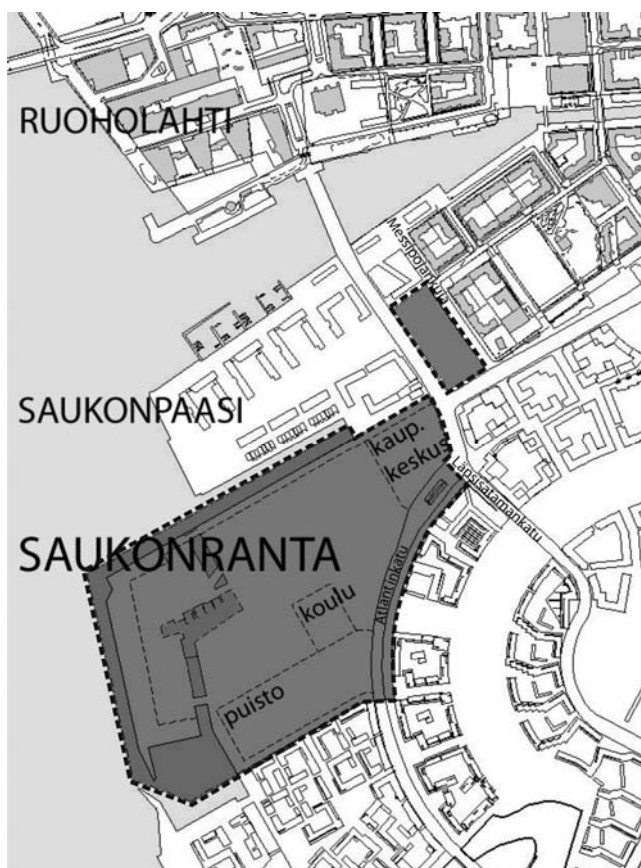 RUOHOLAHTI
Messipojankuja
SAUKONPAASI
kaup.
keskus
Länsisatamankatu
SAUKONRANTA
Atlantinkatu
koulu
puisto